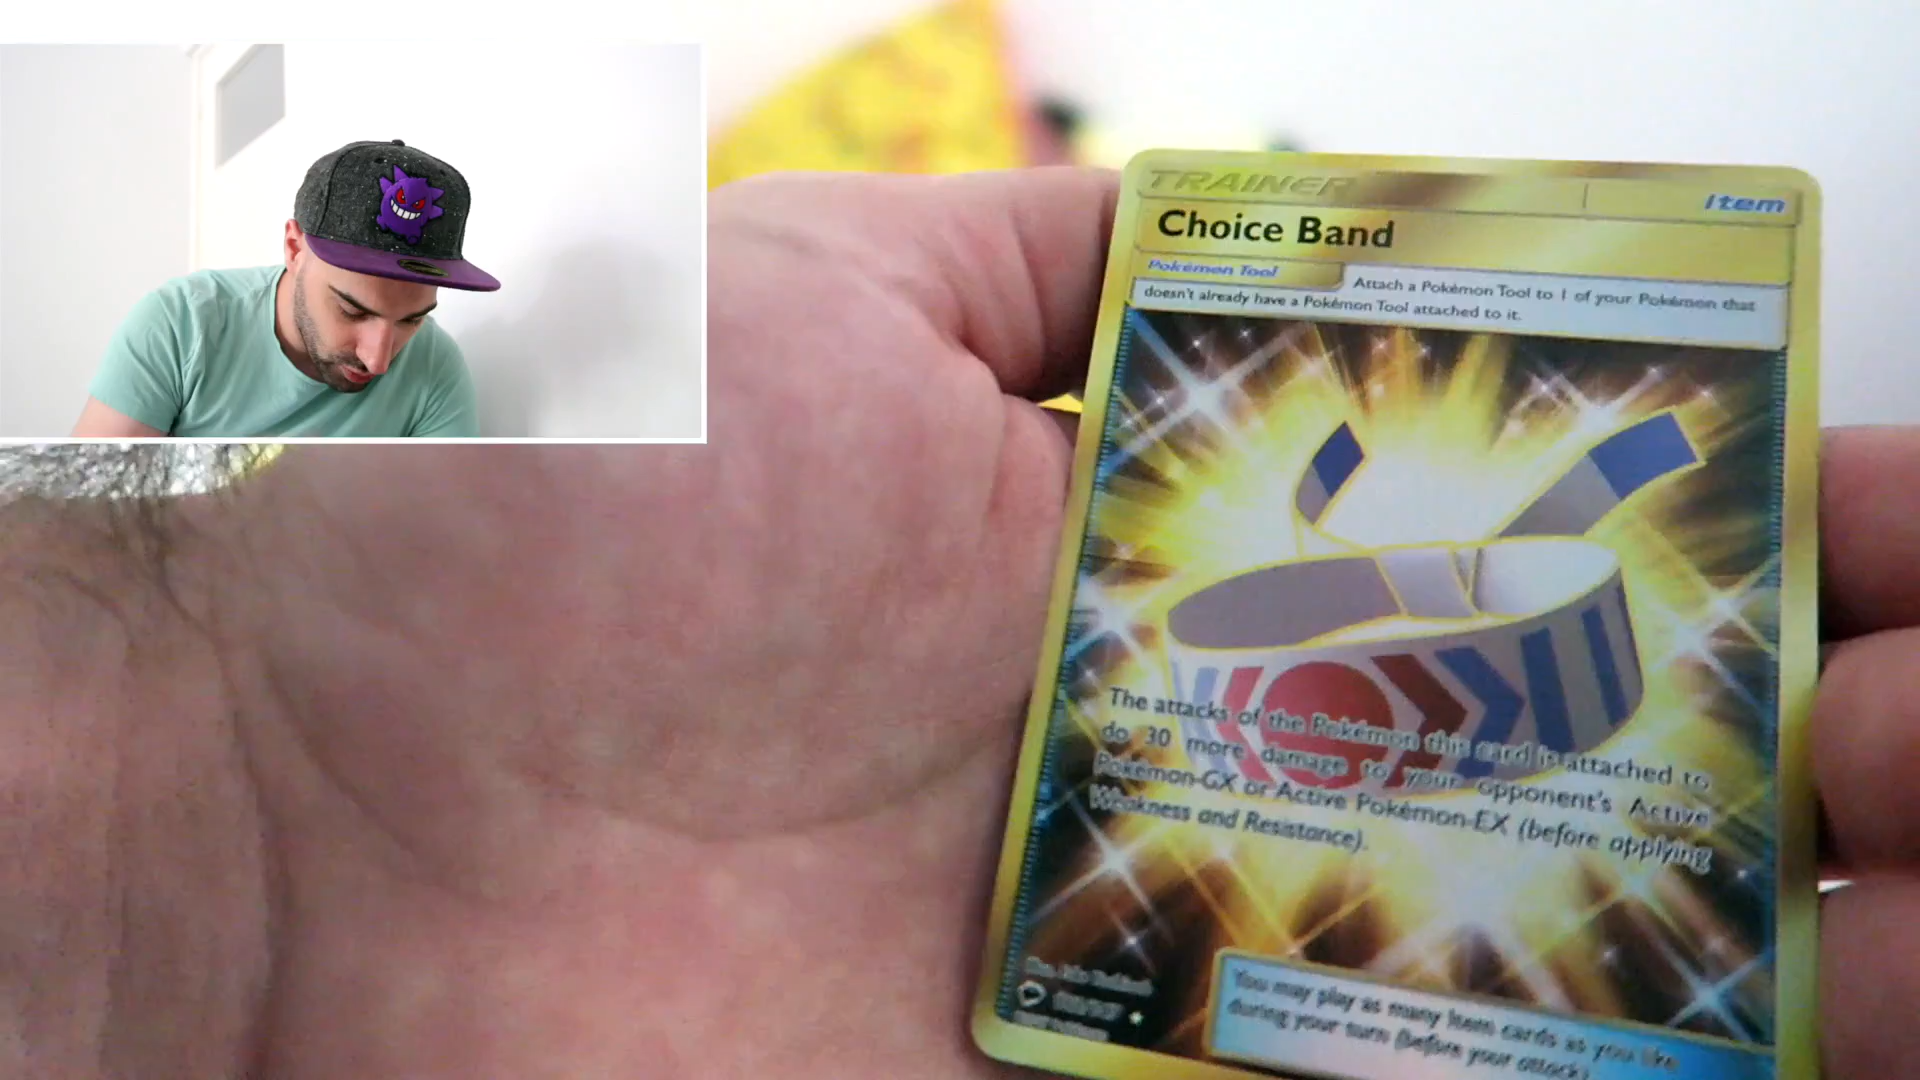 TRAINER
Item
Choice Band
Pokémon Tool
Attach a Pokémon Tool to 1 of your Pokémon that
doesn't already have a Pokémon Tool attached to it.
The attacks of the Pokémon this card is attached to
do 30 more damage to your opponent's Active
Pokémon-GX or Active Pokémon-EX (before applying
Weakness and Resistance).
You may play as many Item cards as you like
during your turn (before your attack).